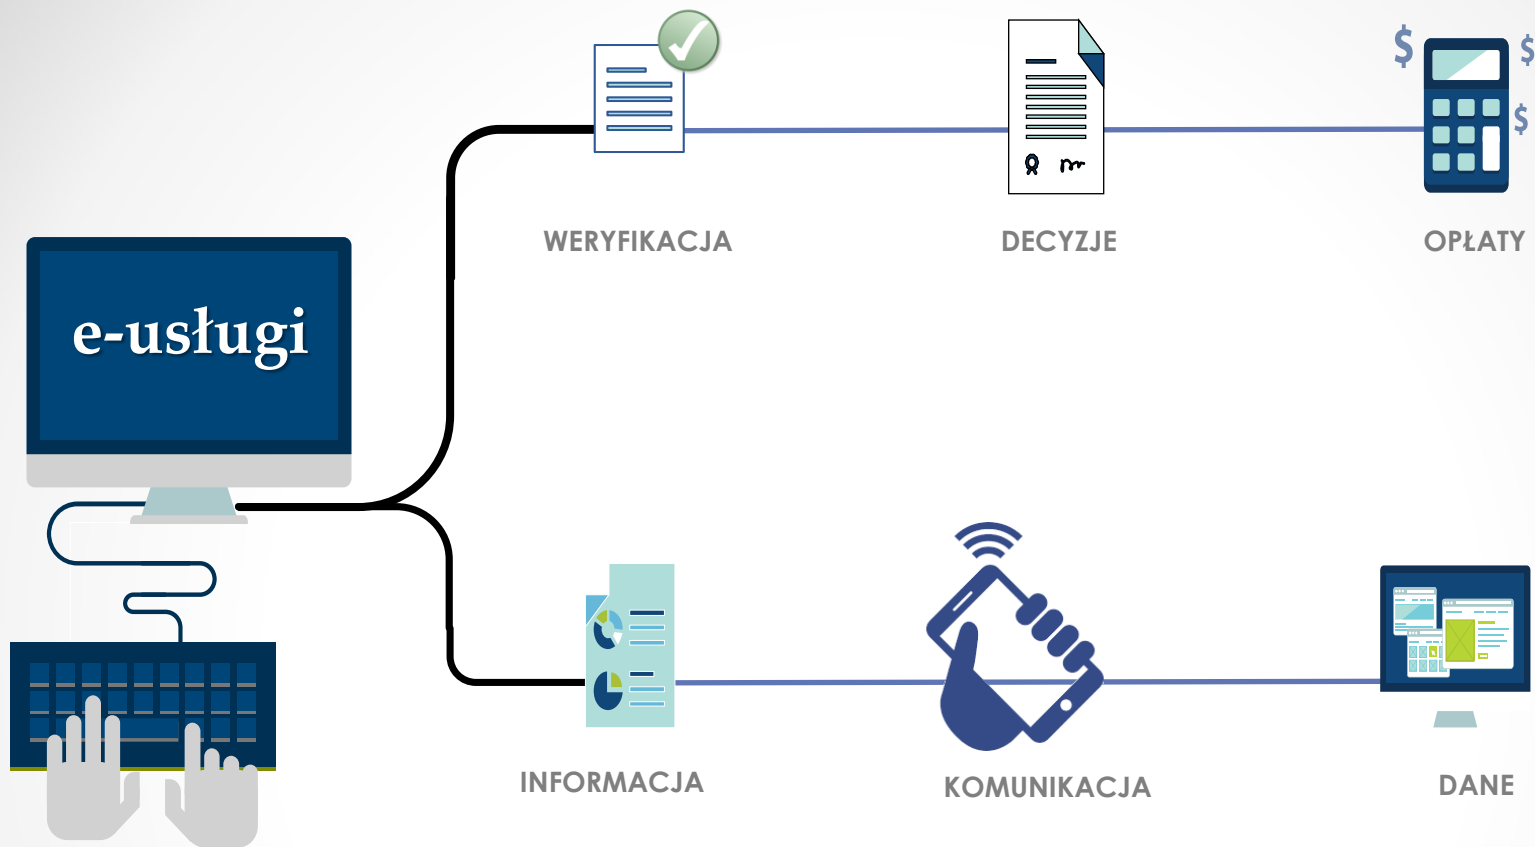 WERYFIKACJA
DECYZJE
OPŁATY
e-usługi
INFORMACJA
KOMUNIKACJA
DANE